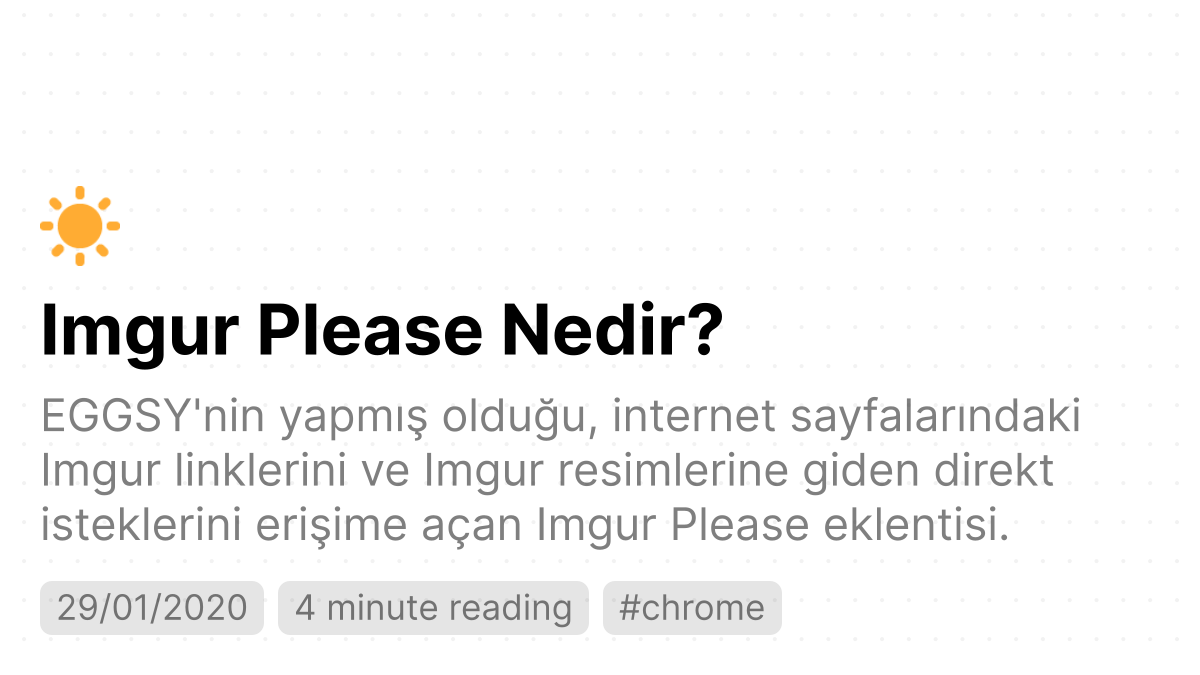 Imgur Please Nedir?
EGGSY'nin yapmış olduğu, internet sayfalarındaki
Imgur linklerini ve Imgur resimlerine giden direkt
isteklerini erişime açan Imgur Please eklentisi.
29/01/2020 4 minute reading #chrome